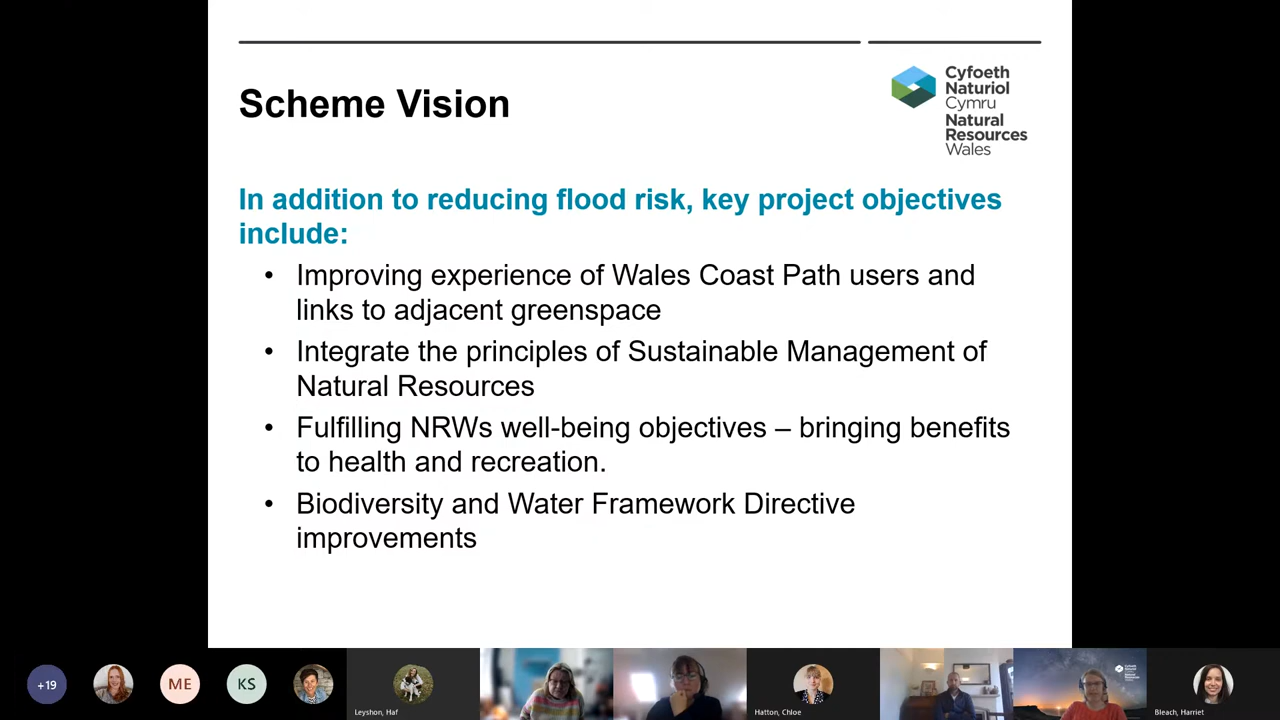 Scheme Vision
Cyfoeth
Naturiol
Cymru
Natural
Resources
Wales
In addition to reducing flood risk, key project objectives
include:
• Improving experience of Wales Coast Path users and
links to adjacent greenspace
• Integrate the principles of Sustainable Management of
Natural Resources
• Fulfilling NRWs well-being objectives – bringing benefits
to health and recreation.
• Biodiversity and Water Framework Directive
improvements
+19
ME
KS
Leyshon, Haf
Hatton, Chloe
Bleach, Harriet